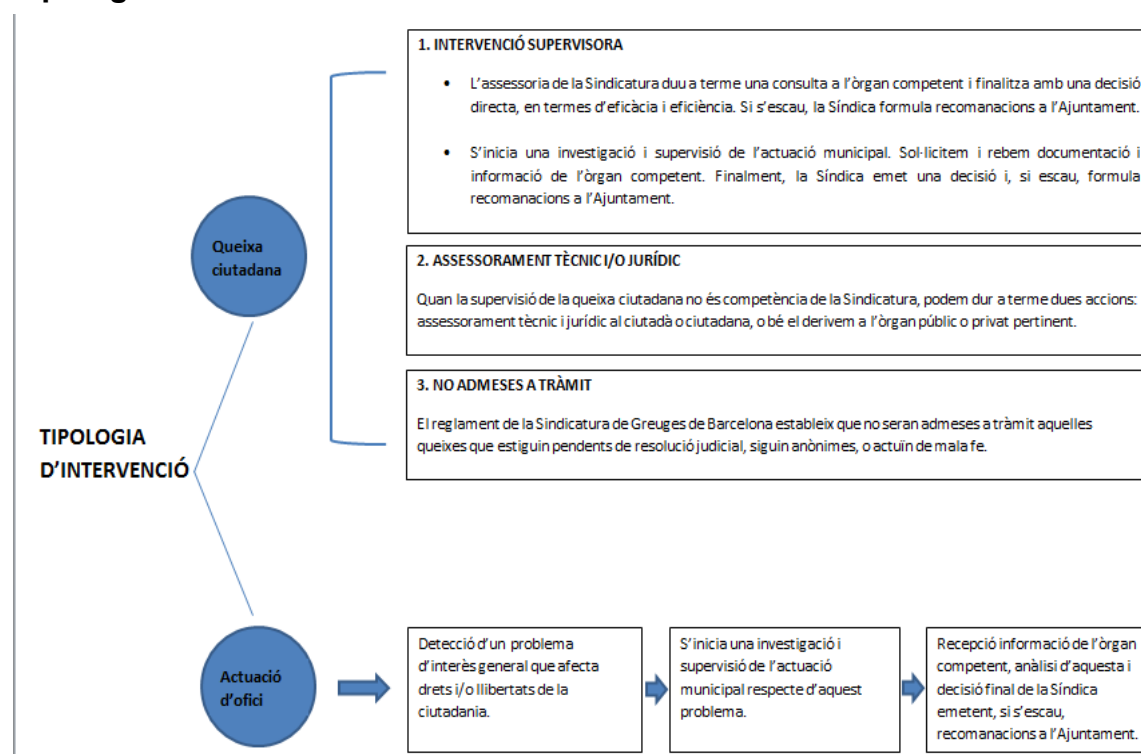 1. INTERVENCIÓ SUPERVISORA
• L'assessoria de la Sindicatura duu a terme una consulta a l'òrgan competent i finalitza amb una decisió
directa, en termes d'eficàcia i eficiència. Si s'escau, la Síndica formula recomanacions a l'Ajuntament.
• S'inicia una investigació i supervisió de l'actuació municipal. Sol·licitem i rebem documentació i
informació de l'òrgan competent. Finalment, la Síndica emet una decisió i, si escau, formula
recomanacions a l'Ajuntament.
Queixa
ciutadana
2. ASSESSORAMENT TÈCNIC I/O JURÍDIC
Quan la supervisió de la queixa ciutadana no és competència de la Sindicatura, podem dur a terme dues accions:
assessorament tècnic i jurídic al ciutadà o ciutadana, o bé el derivem a l'òrgan públic o privat pertinent.
3. NO ADMESES A TRÀMIT
El reglament de la Sindicatura de Greuges de Barcelona estableix que no seran admeses a tràmit aquelles
queixes que estiguin pendents de resolució judicial, siguin anònimes, o actuïn de mala fe.
TIPOLOGIA
D'INTERVENCIÓ
Actuació
d'ofici
Detecció d'un problema
d'interès general que afecta
drets i/o llibertats de la
ciutadania.
S'inicia una investigació i
supervisió de l'actuació
municipal respecte d'aquest
problema.
Recepció informació de l'òrgan
competent, anàlisi d'aquesta i
decisió final de la Síndica
emetent, si s'escau,
recomanacions a l'Ajuntament.